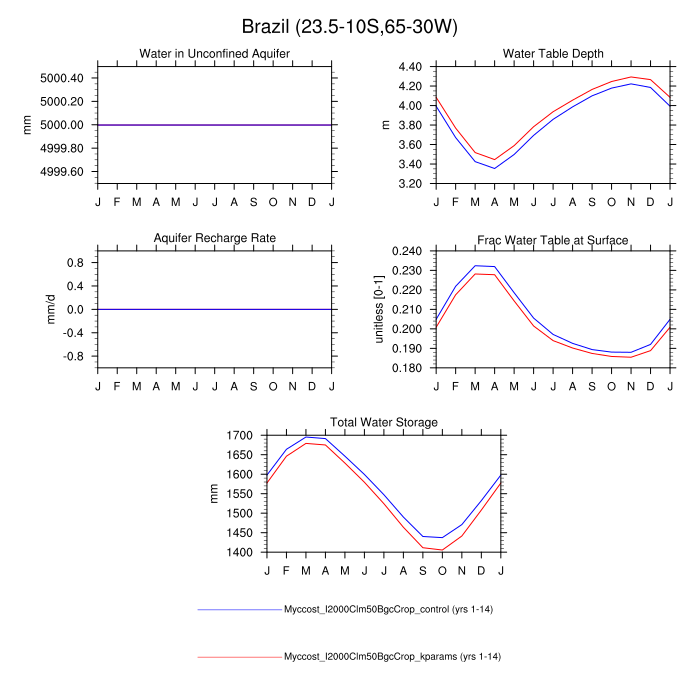 Brazil (23.5-10S,65-30W)
Water in Unconfined Aquifer
mm
5000.40
5000.20
5000.00
4999.80
4999.60
J F M A M J J A S O N D J
Water Table Depth
m
4.40
4.20
4.00
3.80
3.60
3.40
3.20
J F M A M J J A S O N D J
Aquifer Recharge Rate
mm/d
0.8
0.4
0.0
-0.4
-0.8
J F M A M J J A S O N D J
Frac Water Table at Surface
unitless [0-1]
0.240
0.230
0.220
0.210
0.200
0.190
0.180
J F M A M J J A S O N D J
Total Water Storage
mm
1700
1650
1600
1550
1500
1450
1400
J F M A M J J A S O N D J
Myccost_I2000Clm50BgcCrop_control (yrs 1-14)
Myccost_I2000Clm50BgcCrop_kparams (yrs 1-14)